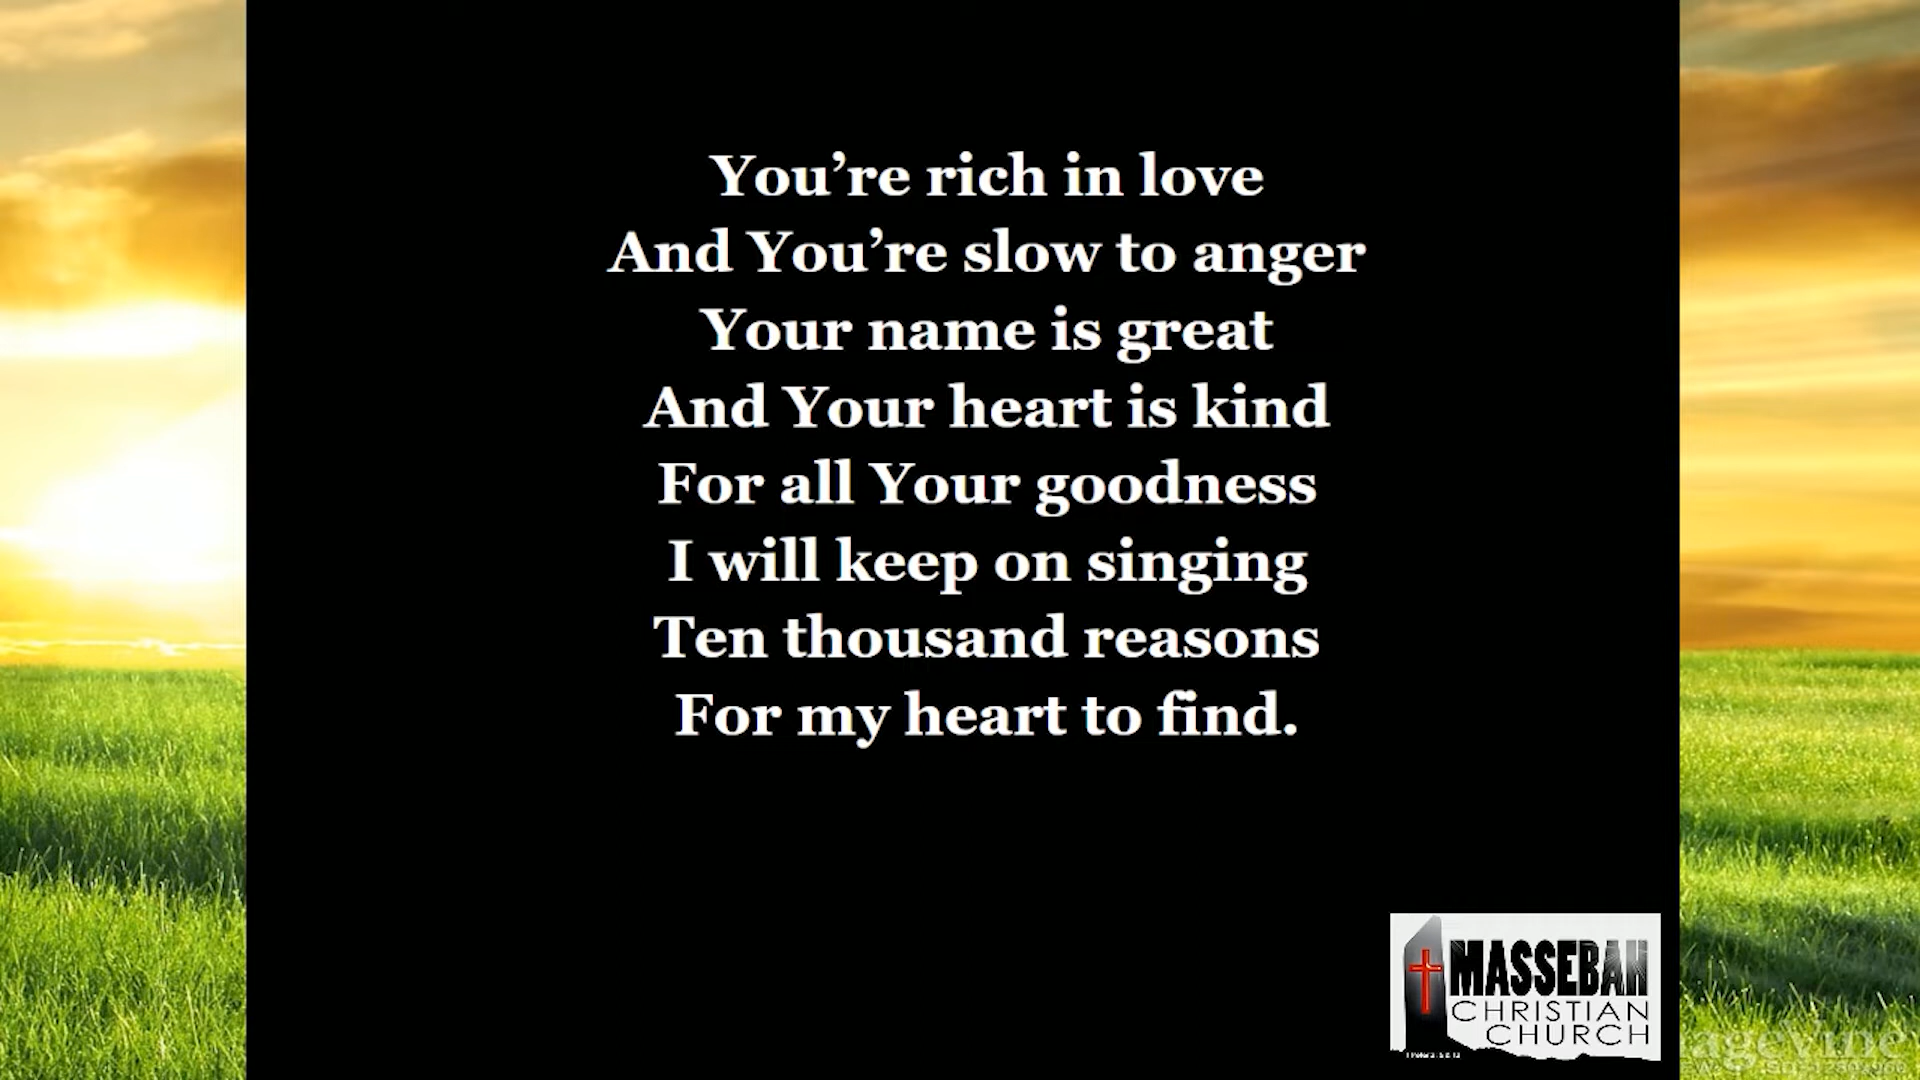 You’re rich in love
And You’re slow to anger
Your name is great
And Your heart is kind
For all Your goodness
I will keep on singing
Ten thousand reasons
For my heart to find.
MASSEBAH
CHRISTIAN
CHURCH